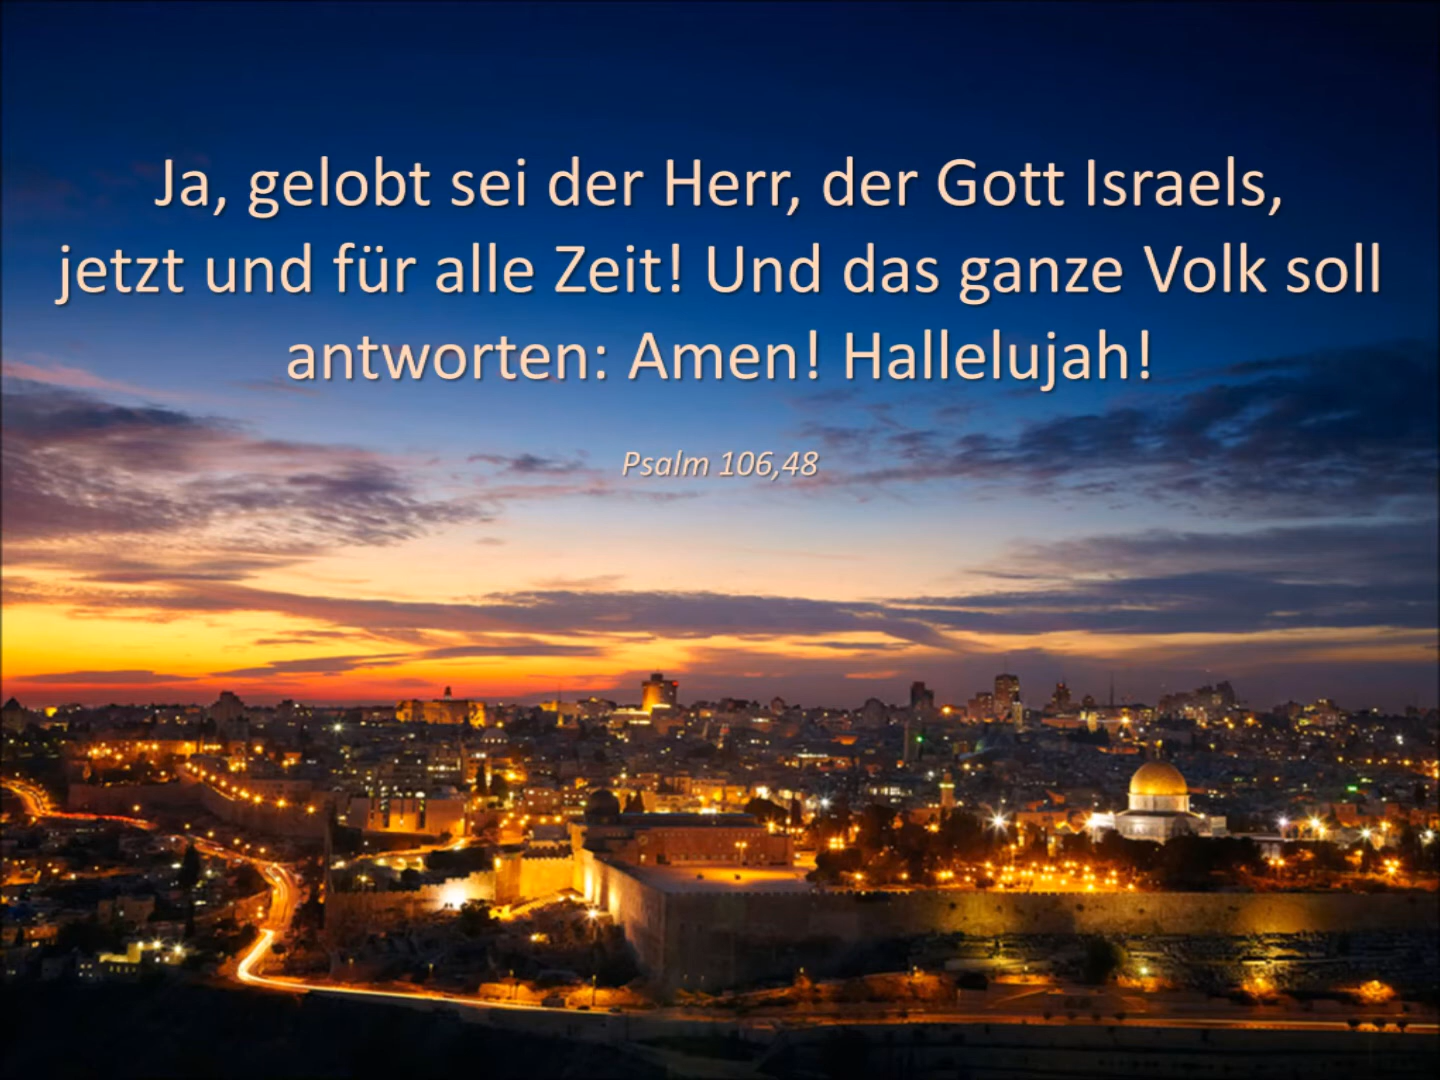 Ja, gelobt sei der Herr, der Gott Israels,
jetzt und für alle Zeit! Und das ganze Volk soll
antworten: Amen! Hallelujah!
Psalm 106,48